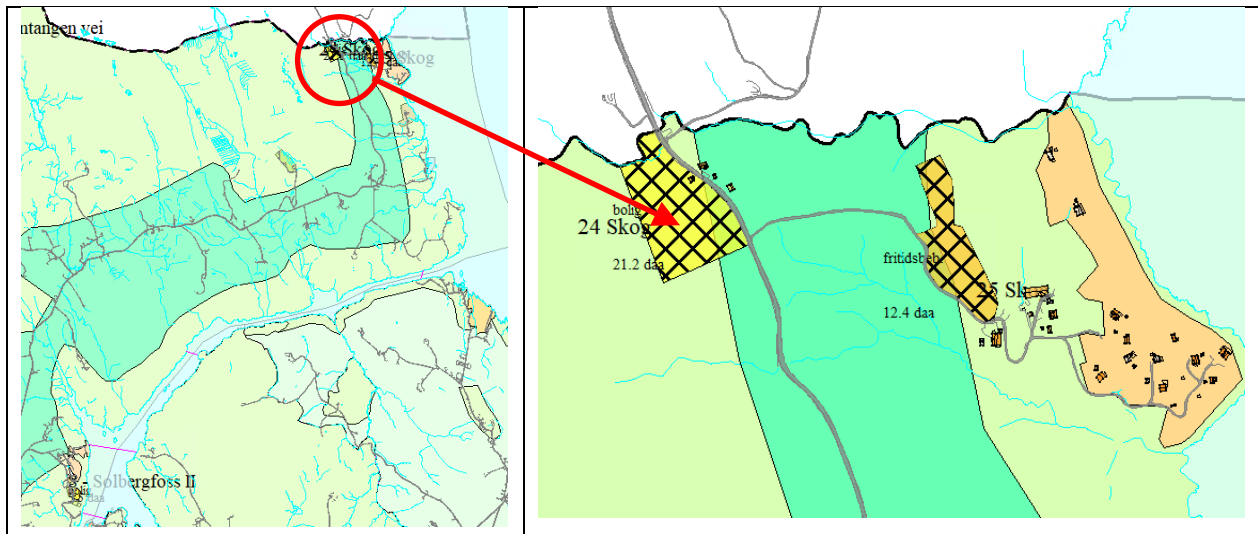 ntangen vei
Skog
- Solbergfoss II
bolig
24 Skog
21.2 daa
fritidsbeb.
25 Sk
12.4 daa